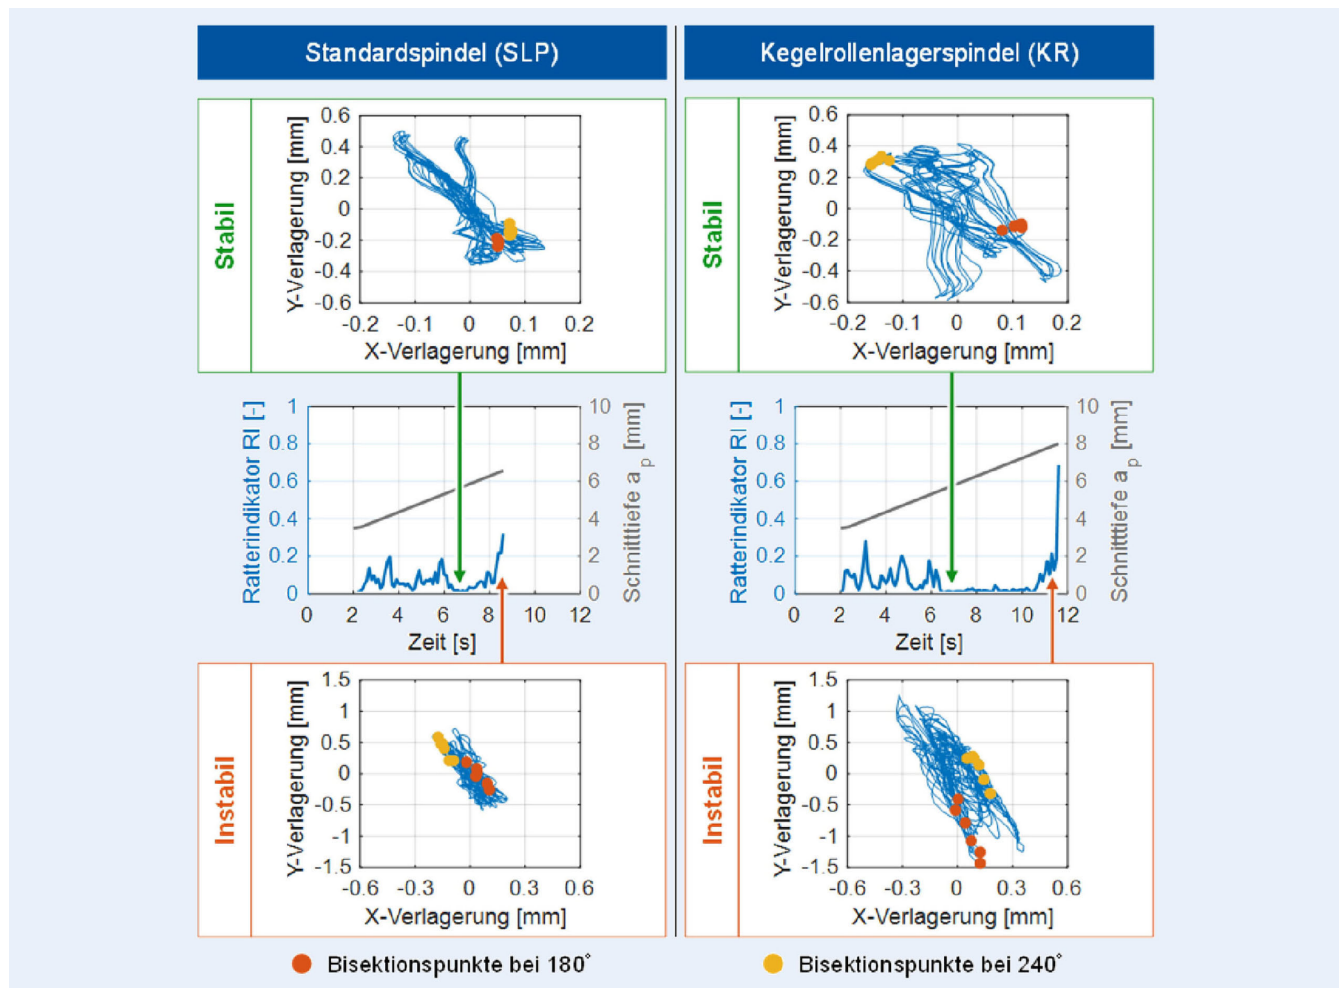 Standardspindel (SLP)
Kegelrollenlagerspindel (KR)
Stabil
Y-Verlagerung [mm]
0.6
0.4
0.2
0
-0.2
-0.4
-0.6
-0.2 -0.1 0 0.1 0.2
X-Verlagerung [mm]
Stabil
Y-Verlagerung [mm]
0.6
0.4
0.2
0
-0.2
-0.4
-0.6
-0.2 -0.1 0 0.1 0.2
X-Verlagerung [mm]
Ratterindikator RI [-]
1
0.8
0.6
0.4
0.2
0
10
8
6
4
2
0
Schnitttiefe ap [mm]
0 2 4 6 8 10 12
Zeit [s]
Ratterindikator RI [-]
1
0.8
0.6
0.4
0.2
0
10
8
6
4
2
0
Schnitttiefe ap [mm]
0 2 4 6 8 10 12
Zeit [s]
Instabil
Y-Verlagerung [mm]
1.5
1
0.5
0
-0.5
-1
-1.5
-0.6 -0.3 0 0.3 0.6
X-Verlagerung [mm]
Instabil
Y-Verlagerung [mm]
1.5
1
0.5
0
-0.5
-1
-1.5
-0.6 -0.3 0 0.3 0.6
X-Verlagerung [mm]
Bisektionspunkte bei 180°
Bisektionspunkte bei 240°